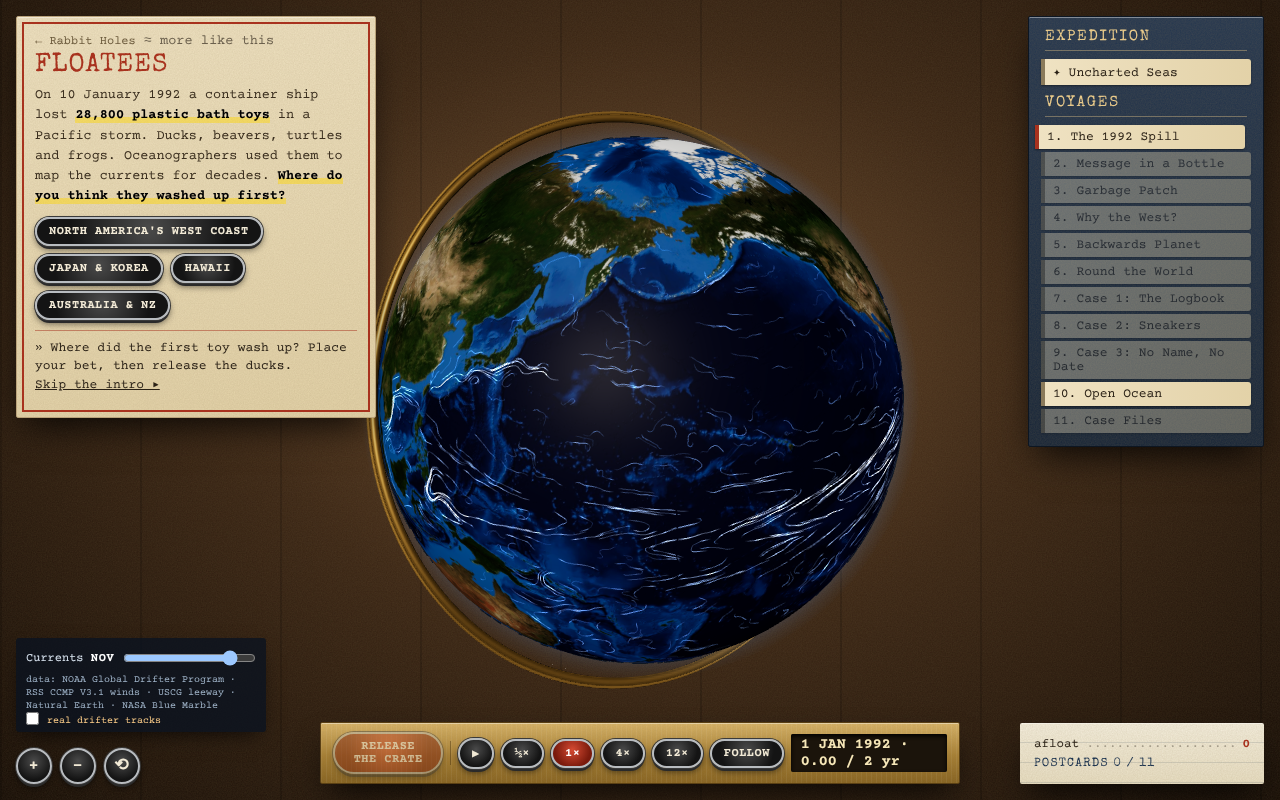 ← Rabbit Holes ≈ more like this
FLOATEES
On 10 January 1992 a container ship
lost 28,800 plastic bath toys in a
Pacific storm. Ducks, beavers, turtles
and frogs. Oceanographers used them to
map the currents for decades. Where do
you think they washed up first?
NORTH AMERICA'S WEST COAST
JAPAN & KOREA
HAWAII
AUSTRALIA & NZ
» Where did the first toy wash up? Place
your bet, then release the ducks.
Skip the intro ▸
EXPEDITION
✦ Uncharted Seas
VOYAGES
1. The 1992 Spill
2. Message in a Bottle
3. Garbage Patch
4. Why the West?
5. Backwards Planet
6. Round the World
7. Case 1: The Logbook
8. Case 2: Sneakers
9. Case 3: No Name, No
Date
10. Open Ocean
11. Case Files
Currents NOV
data: NOAA Global Drifter Program ·
RSS CCMP V3.1 winds · USCG leeway ·
Natural Earth · NASA Blue Marble
real drifter tracks
+ − ⟲
RELEASE
THE CRATE
▶ ½× 1× 4× 12× FOLLOW
1 JAN 1992 ·
0.00 / 2 yr
afloat .................... 0
POSTCARDS 0 / 11